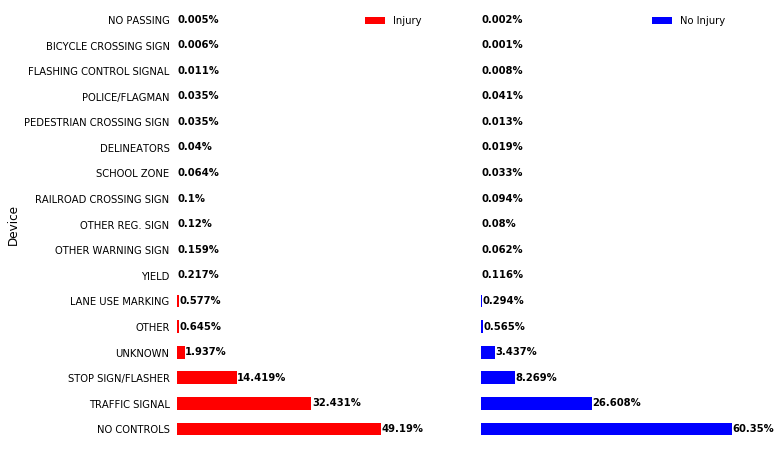 NO PASSING 0.005% Injury 0.002% No Injury
BICYCLE CROSSING SIGN 0.006% 0.001%
FLASHING CONTROL SIGNAL 0.011% 0.008%
POLICE/FLAGMAN 0.035% 0.041%
PEDESTRIAN CROSSING SIGN 0.035% 0.013%
DELINEATORS 0.04% 0.019%
SCHOOL ZONE 0.064% 0.033%
RAILROAD CROSSING SIGN 0.1% 0.094%
OTHER REG. SIGN 0.12% 0.08%
Device
OTHER WARNING SIGN 0.159% 0.062%
YIELD 0.217% 0.116%
LANE USE MARKING 0.577% 0.294%
OTHER 0.645% 0.565%
UNKNOWN 1.937% 3.437%
STOP SIGN/FLASHER 14.419% 8.269%
TRAFFIC SIGNAL 32.431% 26.608%
NO CONTROLS 49.19% 60.35%